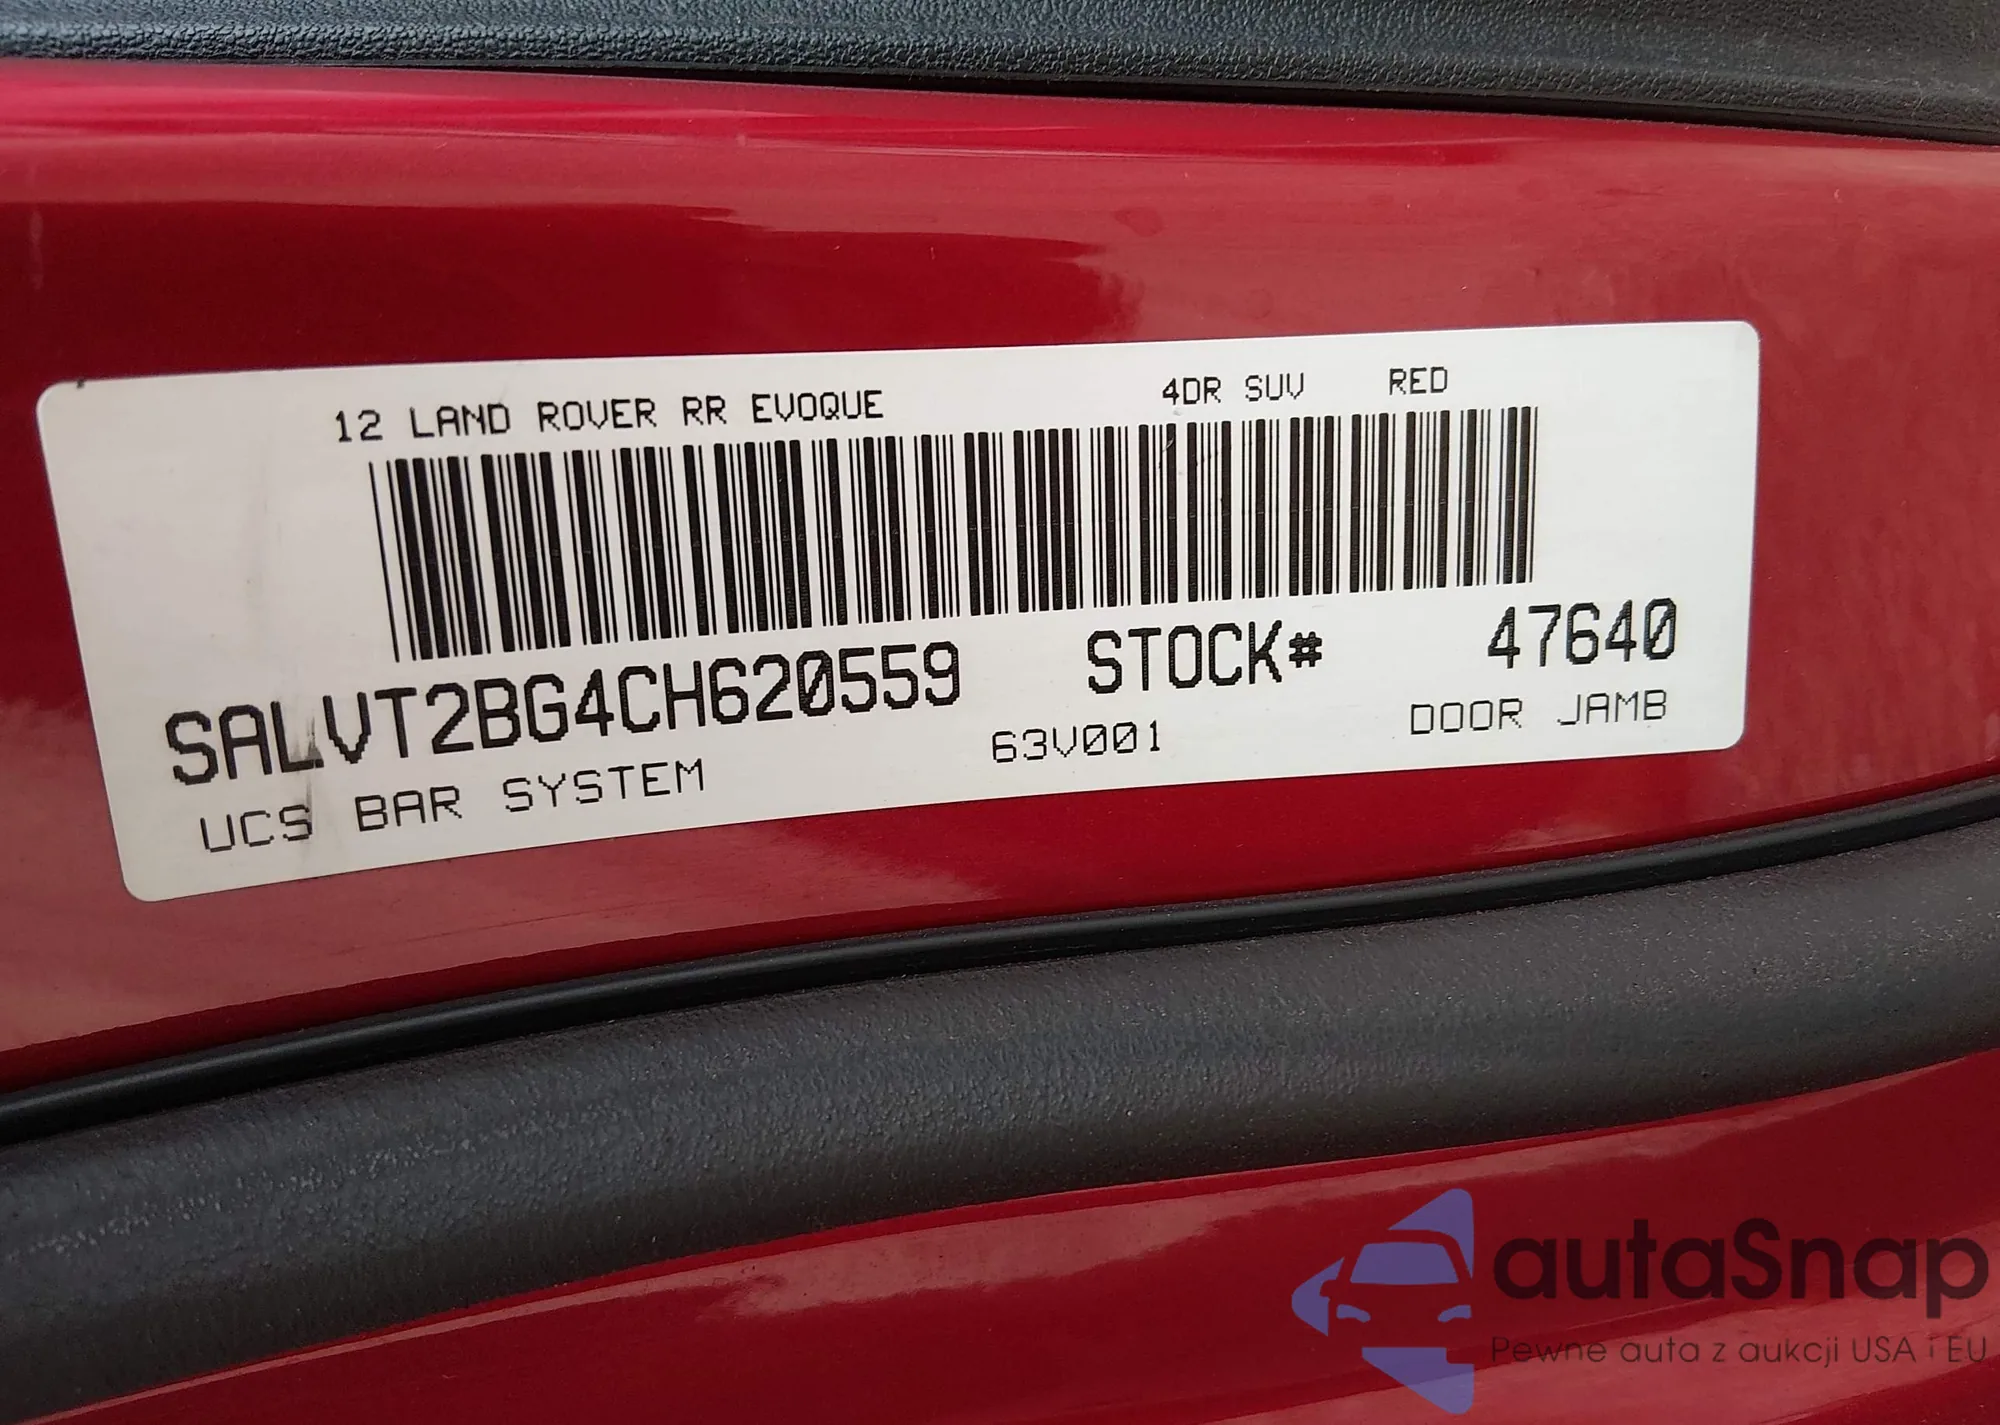 12 LAND ROVER RR EVOQUE 4DR SUV RED
SALVT2BG4CH620559 STOCK# 47640
UCS BAR SYSTEM 63V001 DOOR JAMB
autaSnap
Pewne auta z aukcji USA i EU